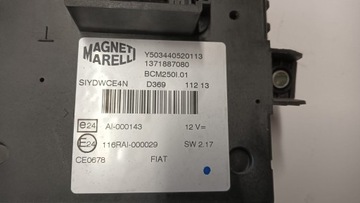 MAGNETI
MARELLI
Y503440520113
1371887080
BCM250I.01
SIYDWCE4N D369 112 13
e24 AI-000143 12 V=
E24 116RAI-000029 SW 2.17
CE0678 FIAT